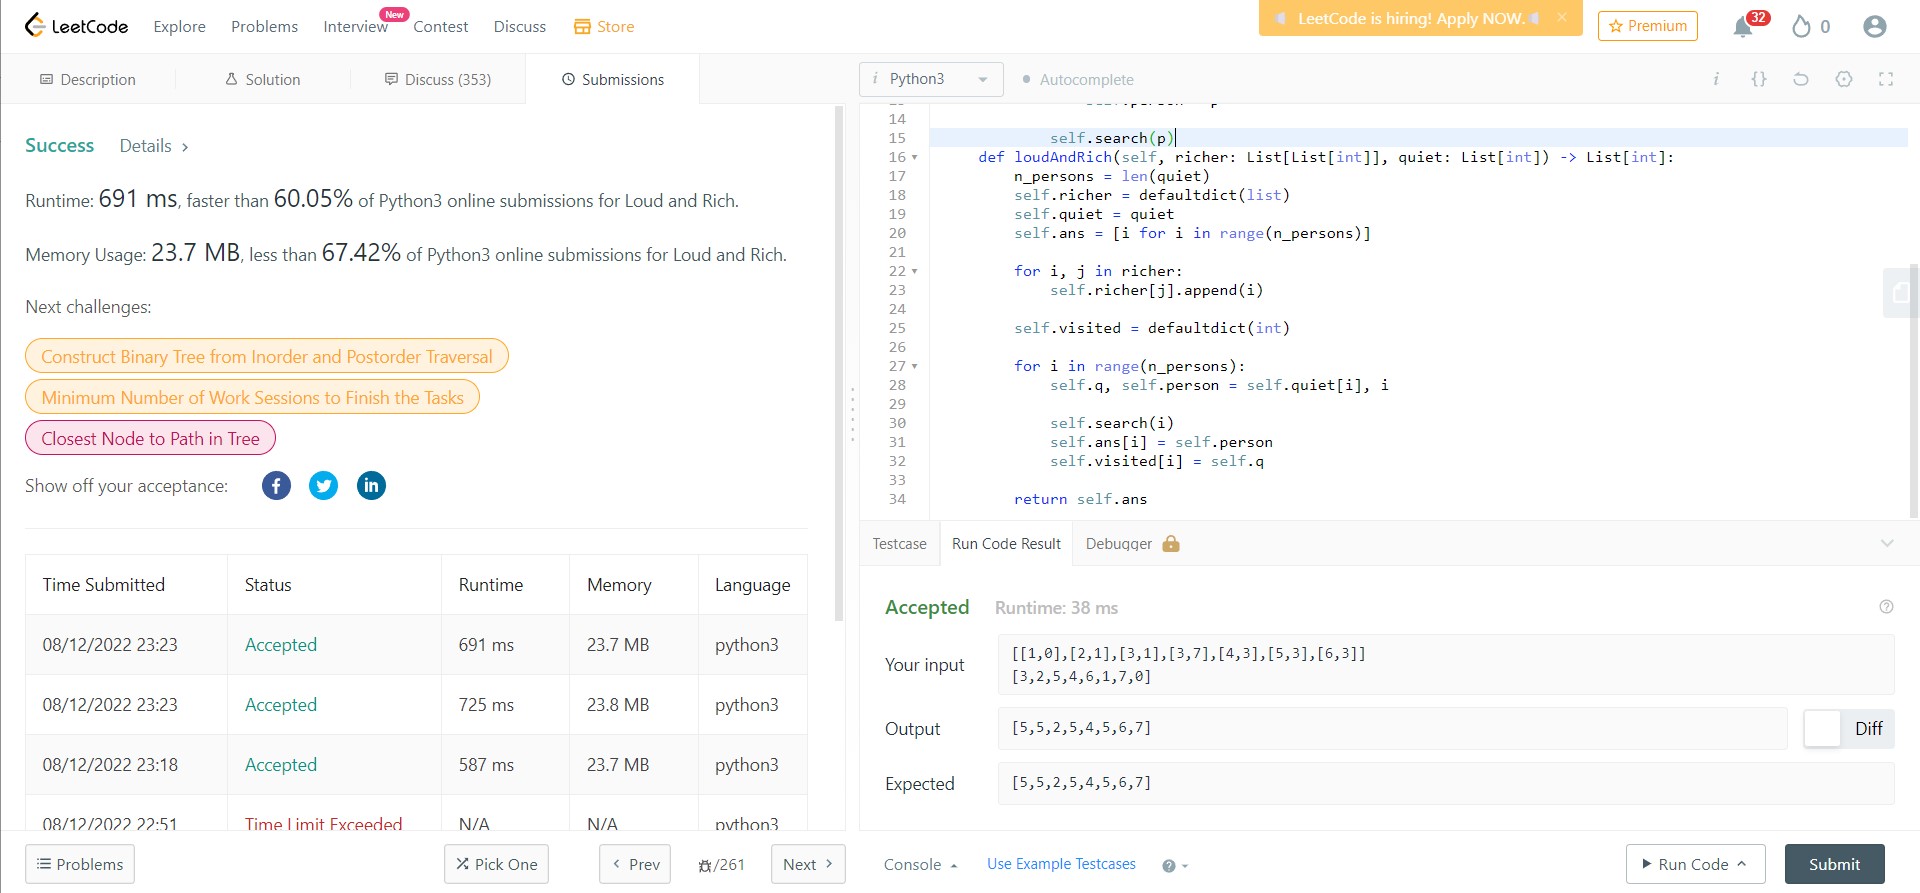 LeetCode Explore Problems Interview New Contest Discuss Store LeetCode is hiring! Apply NOW. Premium 32 0
Description Solution Discuss (353) Submissions
Success Details
Runtime: 691 ms, faster than 60.05% of Python3 online submissions for Loud and Rich.
Memory Usage: 23.7 MB, less than 67.42% of Python3 online submissions for Loud and Rich.
Next challenges:
Construct Binary Tree from Inorder and Postorder Traversal
Minimum Number of Work Sessions to Finish the Tasks
Closest Node to Path in Tree
Show off your acceptance:
Time Submitted Status Runtime Memory Language
08/12/2022 23:23 Accepted 691 ms 23.7 MB python3
08/12/2022 23:23 Accepted 725 ms 23.8 MB python3
08/12/2022 23:18 Accepted 587 ms 23.7 MB python3
08/12/2022 22:51 Time Limit Exceeded N/A N/A python3
Problems Pick One Prev /261 Next
i Python3 Autocomplete i {}
14
15 self.search(p)
16 def loudAndRich(self, richer: List[List[int]], quiet: List[int]) -> List[int]:
17 n_persons = len(quiet)
18 self.richer = defaultdict(list)
19 self.quiet = quiet
20 self.ans = [i for i in range(n_persons)]
21
22 for i, j in richer:
23 self.richer[j].append(i)
24
25 self.visited = defaultdict(int)
26
27 for i in range(n_persons):
28 self.q, self.person = self.quiet[i], i
29
30 self.search(i)
31 self.ans[i] = self.person
32 self.visited[i] = self.q
33
34 return self.ans
Testcase Run Code Result Debugger
Accepted Runtime: 38 ms
Your input
[[1,0],[2,1],[3,1],[3,7],[4,3],[5,3],[6,3]]
[3,2,5,4,6,1,7,0]
Output [5,5,2,5,4,5,6,7] Diff
Expected [5,5,2,5,4,5,6,7]
Console Use Example Testcases Run Code Submit